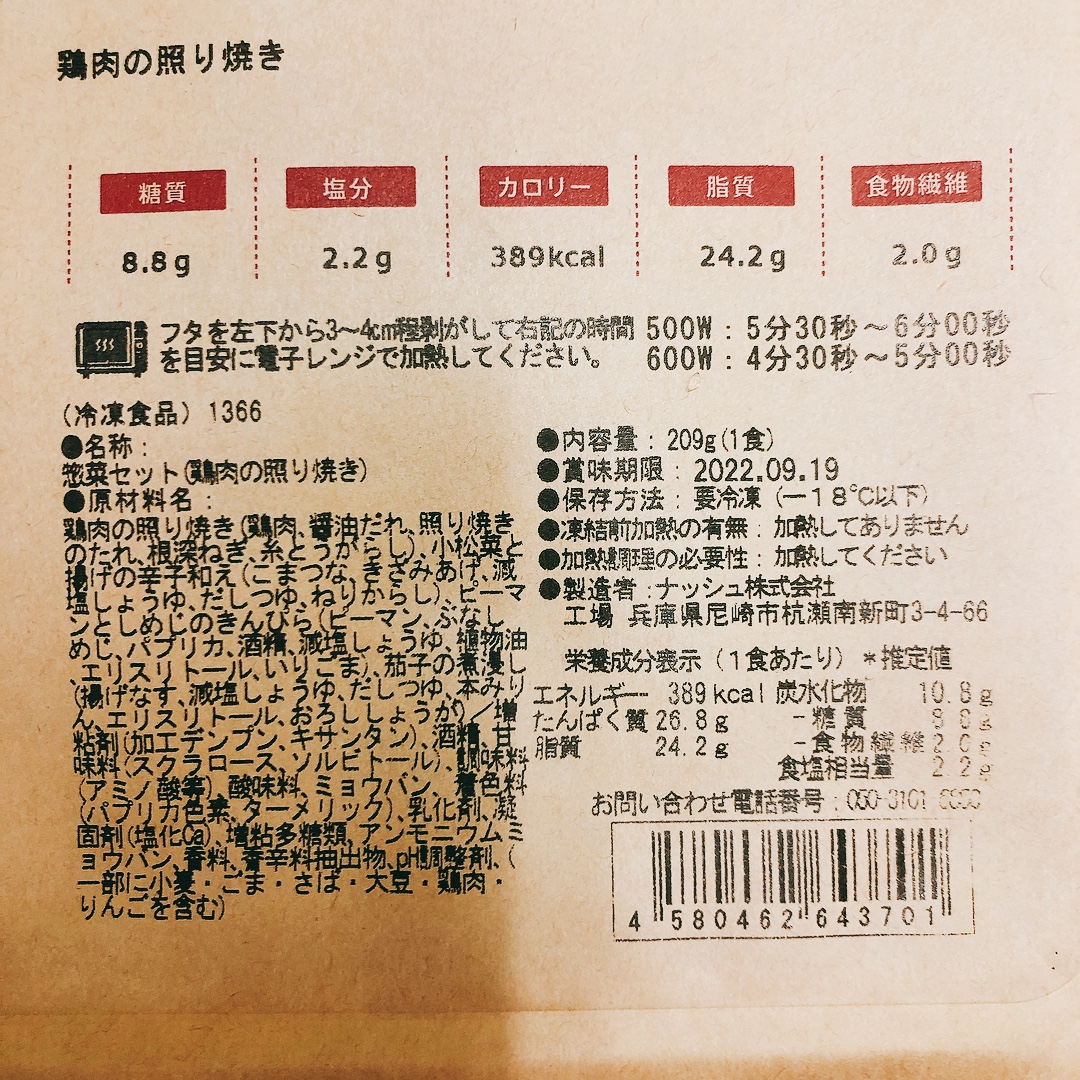 鶏肉の照り焼き
糖質 塩分 カロリー 脂質 食物繊維
8.8g 2.2g 389kcal 24.2g 2.0g
フタを左下から3～4cm程剥がして右記の時間
を目安に電子レンジで加熱してください。
500W：5分30秒～6分00秒
600W：4分30秒～5分00秒
(冷凍食品) 1366
●名称：
惣菜セット(鶏肉の照り焼き)
●原材料名：
鶏肉の照り焼き(鶏肉、醤油だれ、照り焼き
のたれ、根深ねぎ、糸とうがらし)、小松菜と
揚げの辛子和え(こまつな、きざみあげ、減
塩しょうゆ、だしつゆ、ねりからし)、ピーマ
ンとしめじのきんぴら(ピーマン、ぶなし
めじ、パプリカ、酒精、減塩しょうゆ、植物油
、エリスリトール、いりごま)、茄子の煮浸し
(揚げなす、減塩しょうゆ、だしつゆ、本みり
ん、エリスリトール、おろししょうが)／増
粘剤(加工デンプン、キサンタン)、酒精、甘
味料(スクラロース、ソルビトール)、調味料
(アミノ酸等)、酸味料、ミョウバン、着色料
(パプリカ色素、ターメリック)、乳化剤、凝
固剤(塩化Ca)、増粘多糖類、アンモニウムミ
ョウバン、香料、香辛料抽出物、pH調整剤、(
一部に小麦・ごま・さば・大豆・鶏肉・
りんごを含む)
●内容量：209g(1食)
●賞味期限：2022.09.19
●保存方法：要冷凍(－18℃以下)
●凍結前加熱の有無：加熱してありません
●加熱調理の必要性：加熱してください
●製造者：ナッシュ株式会社
工場 兵庫県尼崎市杭瀬南新町3-4-66
栄養成分表示(1食あたり)＊推定値
エネルギー 389kcal 炭水化物 10.8g
たんぱく質 26.8g －糖質 8.8g
脂質 24.2g －食物繊維 2.0g
食塩相当量 2.2g
お問い合わせ電話番号：050-3161
4 580462 643701